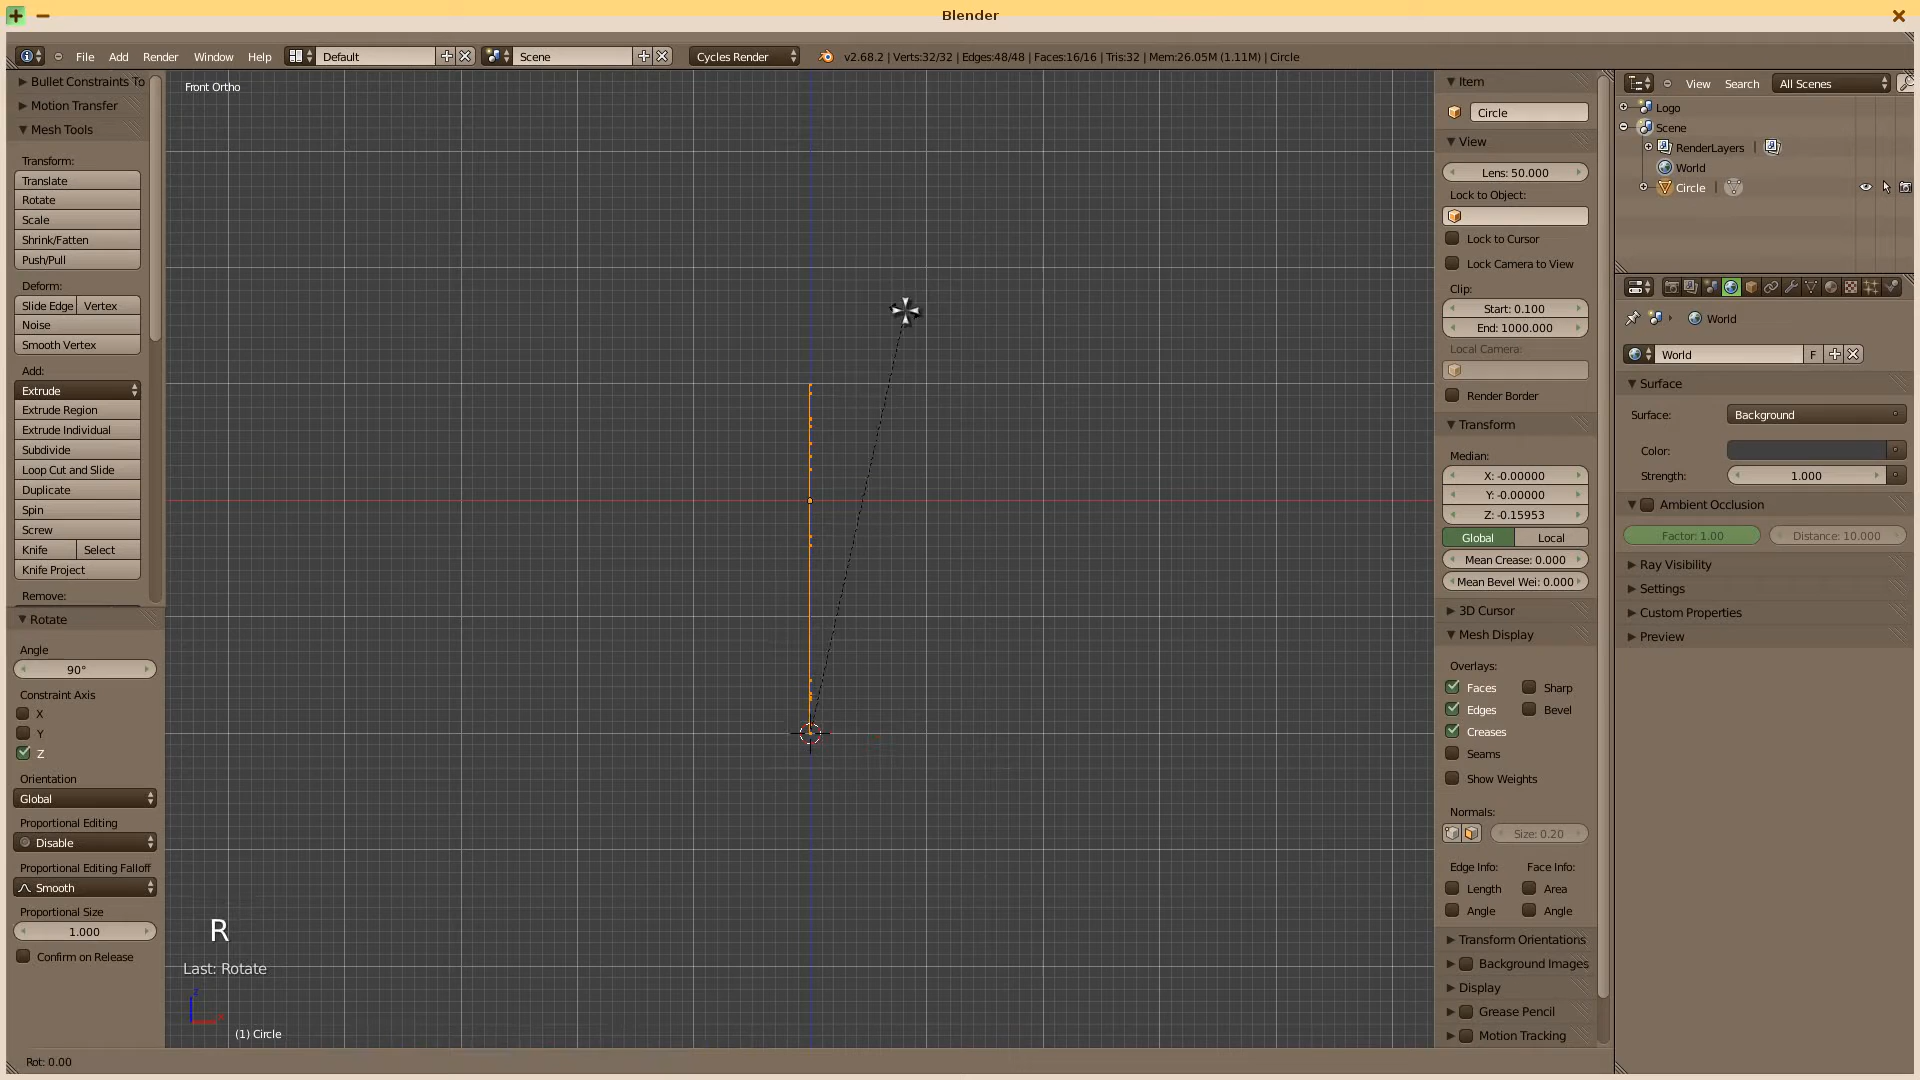 Blender
File Add Render Window Help Default Scene Cycles Render v2.68.2 | Verts:32/32 | Edges:48/48 | Faces:16/16 | Tris:32 | Mem:26.05M (1.11M) | Circle
Bullet Constraints To
Motion Transfer
Mesh Tools
Transform:
Translate
Rotate
Scale
Shrink/Fatten
Push/Pull
Deform:
Slide Edge Vertex
Noise
Smooth Vertex
Add:
Extrude
Extrude Region
Extrude Individual
Subdivide
Loop Cut and Slide
Duplicate
Spin
Screw
Knife Select
Knife Project
Remove:
Rotate
Angle
90°
Constraint Axis
X
Y
Z
Orientation
Global
Proportional Editing
Disable
Proportional Editing Falloff
Smooth
Proportional Size
1.000
Confirm on Release
Front Ortho
R
Last: Rotate
z
(1) Circle
Rot: 0.00
Item
Circle
View
Lens: 50.000
Lock to Object:
Lock to Cursor
Lock Camera to View
Clip:
Start: 0.100
End: 1000.000
Local Camera:
Render Border
Transform
Median:
X: -0.00000
Y: -0.00000
Z: -0.15953
Global Local
Mean Crease: 0.000
Mean Bevel Wei: 0.000
3D Cursor
Mesh Display
Overlays:
Faces Sharp
Edges Bevel
Creases
Seams
Show Weights
Normals:
Size: 0.20
Edge Info: Face Info:
Length Area
Angle Angle
Transform Orientations
Background Images
Display
Grease Pencil
Motion Tracking
View Search All Scenes
Logo
Scene
RenderLayers |
World
Circle |
World
World F
Surface
Surface: Background
Color:
Strength: 1.000
Ambient Occlusion
Factor: 1.00 Distance: 10.000
Ray Visibility
Settings
Custom Properties
Preview